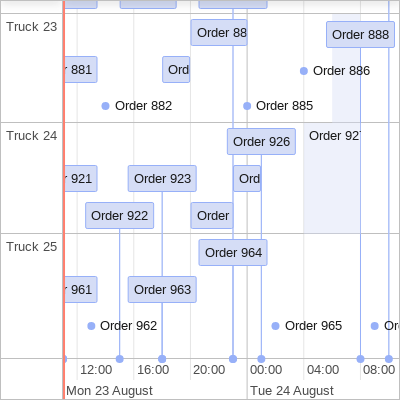 Truck 23
Order 88
Order 888
881
Ord
Order 886
Order 882
Order 885
Truck 24
Order 926
Order 92
921
Order 923
Ord
Order 922
Order
Truck 25
Order 964
961
Order 963
Order 962
Order 965
Or
12:00
16:00
20:00
00:00
04:00
08:00
Mon 23 August
Tue 24 August